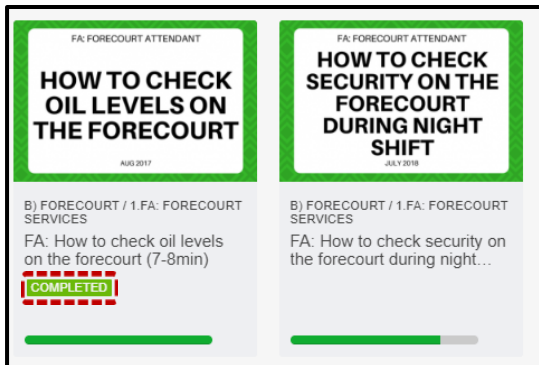 FA: FORECOURT ATTENDANT
HOW TO CHECK
OIL LEVELS ON
THE FORECOURT
AUG 2017
B) FORECOURT / 1.FA: FORECOURT
SERVICES
FA: How to check oil levels
on the forecourt (7-8min)
COMPLETED
FA: FORECOURT ATTENDANT
HOW TO CHECK
SECURITY ON THE
FORECOURT
DURING NIGHT
SHIFT
JULY 2018
B) FORECOURT / 1.FA: FORECOURT
SERVICES
FA: How to check security on
the forecourt during night...